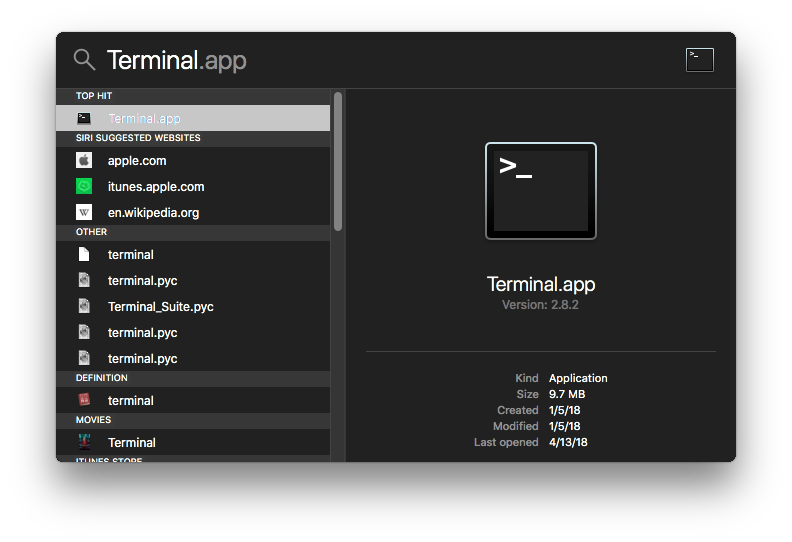 Terminal.app
TOP HIT
Terminal.app
SIRI SUGGESTED WEBSITES
apple.com
itunes.apple.com
en.wikipedia.org
OTHER
terminal
terminal.pyc
Terminal_Suite.pyc
terminal.pyc
terminal.pyc
DEFINITION
terminal
MOVIES
Terminal
ITUNES STORE
>_
Terminal.app
Version: 2.8.2
Kind Application
Size 9.7 MB
Created 1/5/18
Modified 1/5/18
Last opened 4/13/18